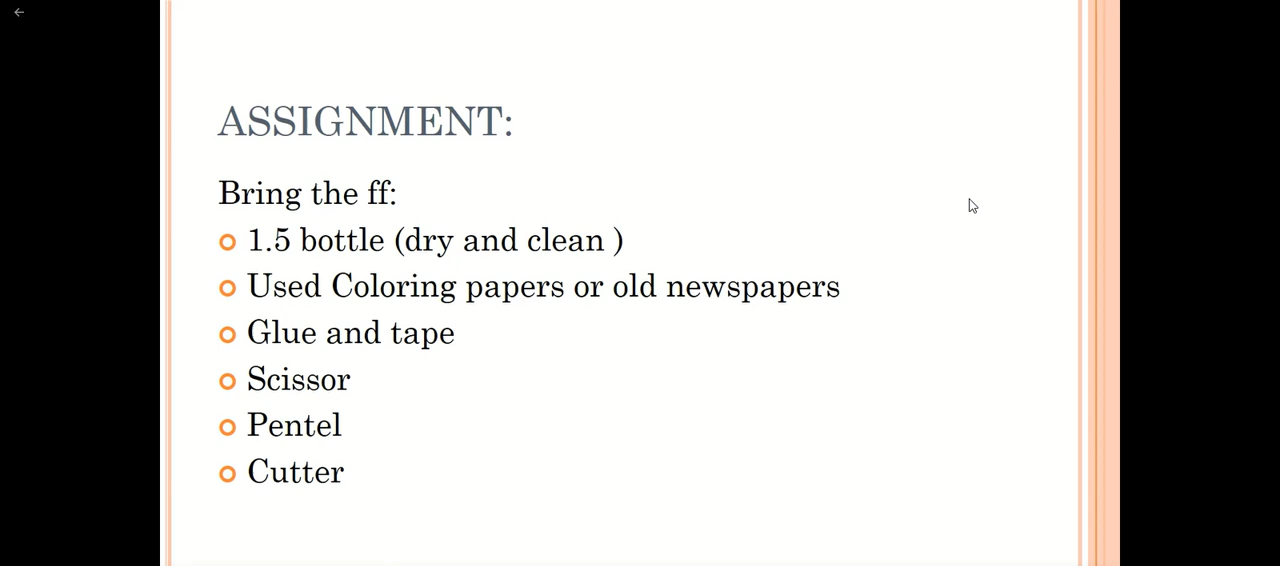 ASSIGNMENT:
Bring the ff:
1.5 bottle (dry and clean )
Used Coloring papers or old newspapers
Glue and tape
Scissor
Pentel
Cutter